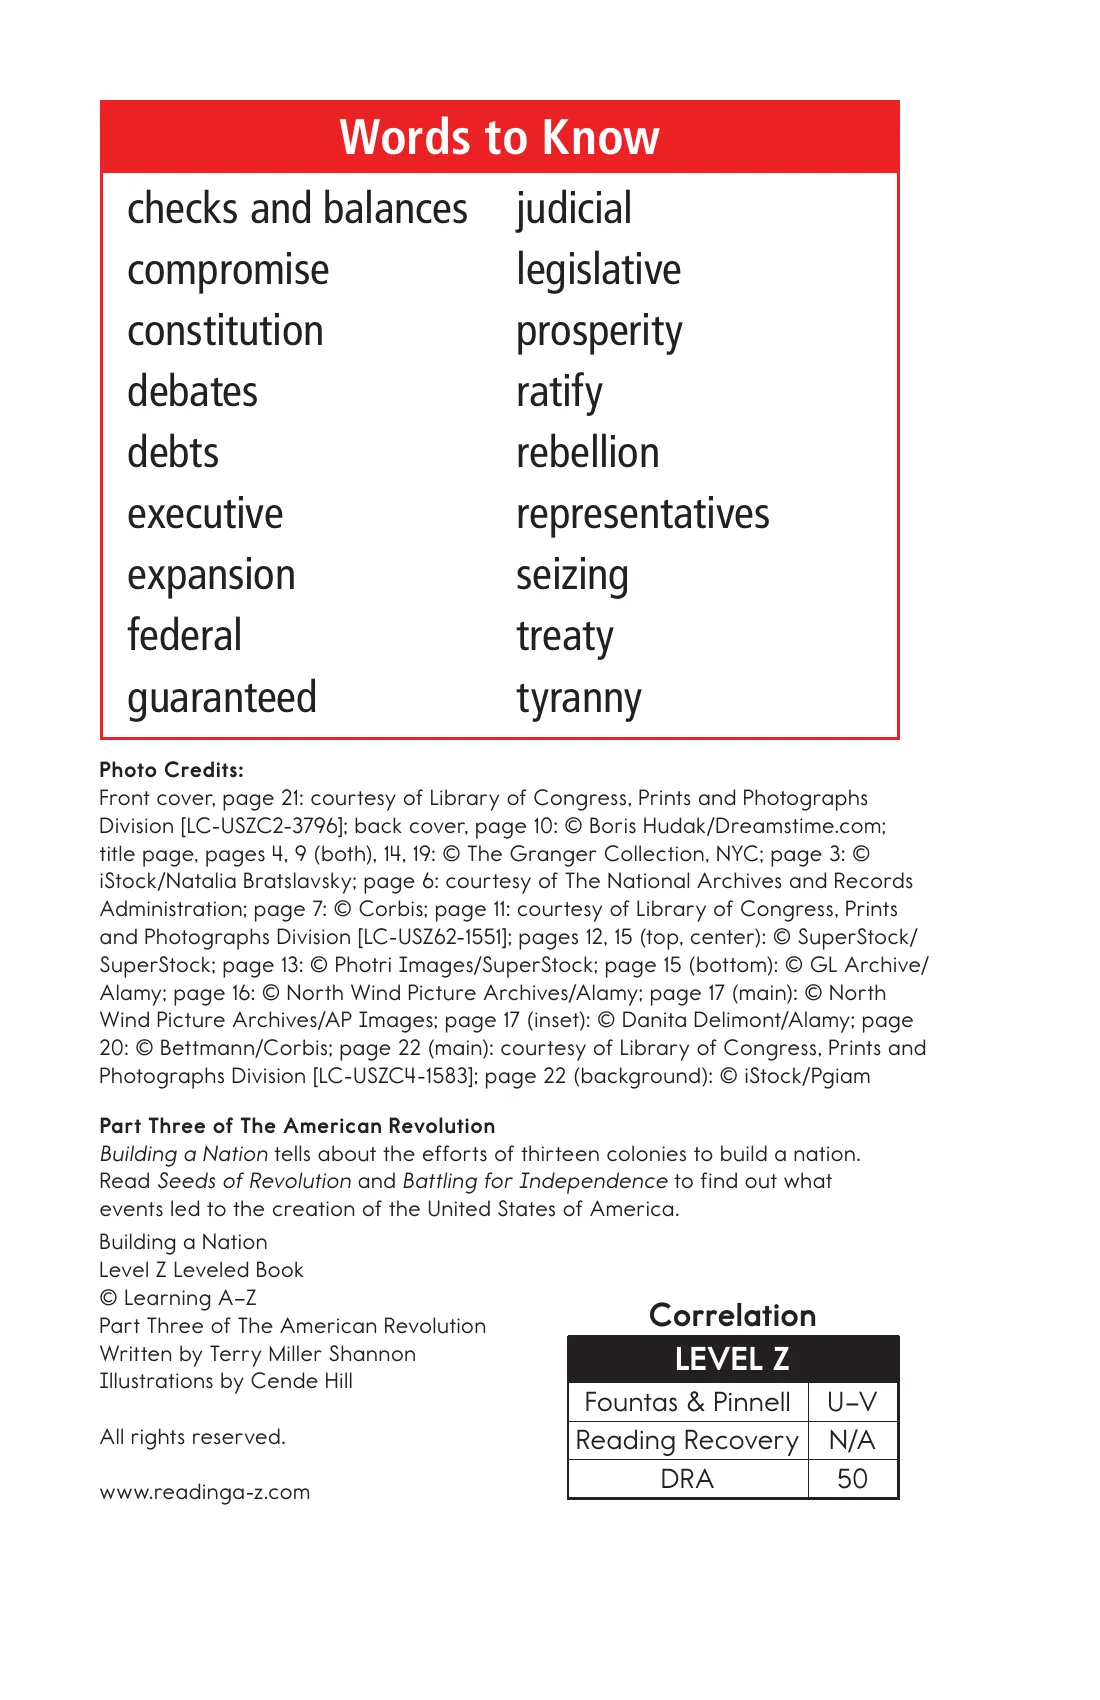 Words to Know
checks and balances
compromise
constitution
debates
debts
executive
expansion
federal
guaranteed
judicial
legislative
prosperity
ratify
rebellion
representatives
seizing
treaty
tyranny
Photo Credits:
Front cover, page 21: courtesy of Library of Congress, Prints and Photographs
Division [LC-USZC2-3796]; back cover, page 10: © Boris Hudak/Dreamstime.com;
title page, pages 4, 9 (both), 14, 19: © The Granger Collection, NYC; page 3: ©
iStock/Natalia Bratslavsky; page 6: courtesy of The National Archives and Records
Administration; page 7: © Corbis; page 11: courtesy of Library of Congress, Prints
and Photographs Division [LC-USZ62-1551]; pages 12, 15 (top, center): © SuperStock/
SuperStock; page 13: © Photri Images/SuperStock; page 15 (bottom): © GL Archive/
Alamy; page 16: © North Wind Picture Archives/Alamy; page 17 (main): © North
Wind Picture Archives/AP Images; page 17 (inset): © Danita Delimont/Alamy; page
20: © Bettmann/Corbis; page 22 (main): courtesy of Library of Congress, Prints and
Photographs Division [LC-USZC4-1583]; page 22 (background): © iStock/Pgiam
Part Three of The American Revolution
Building a Nation tells about the efforts of thirteen colonies to build a nation.
Read Seeds of Revolution and Battling for Independence to find out what
events led to the creation of the United States of America.
Building a Nation
Level Z Leveled Book
© Learning A–Z
Part Three of The American Revolution
Written by Terry Miller Shannon
Illustrations by Cende Hill
All rights reserved.
www.readinga-z.com
Correlation
LEVEL Z
Fountas & Pinnell U–V
Reading Recovery N/A
DRA 50